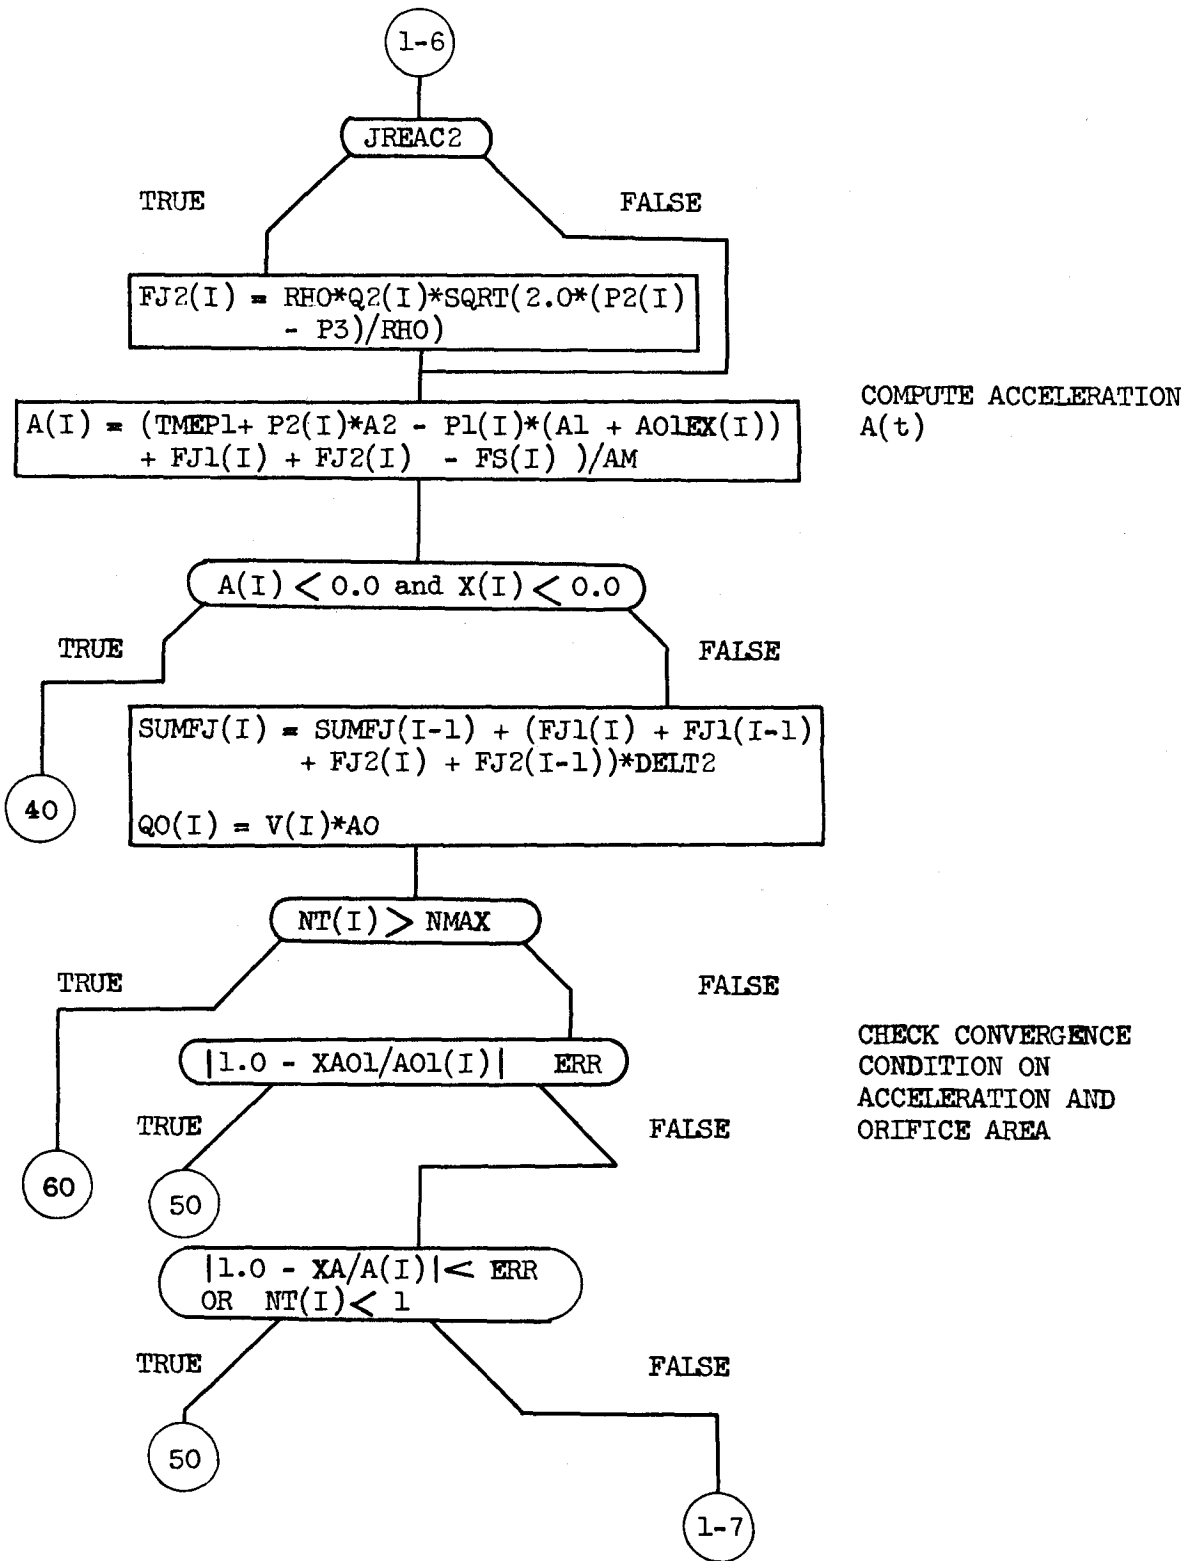 1-6
JREAC2
TRUE
FALSE
FJ2(I) = RHO*Q2(I)*SQRT(2.0*(P2(I)
- P3)/RHO)
COMPUTE ACCELERATION
A(t)
A(I) = (TMEP1+ P2(I)*A2 - P1(I)*(A1 + AO1EX(I))
+ FJ1(I) + FJ2(I) - FS(I) )/AM
A(I) < 0.0 and X(I) < 0.0
TRUE
FALSE
SUMFJ(I) = SUMFJ(I-1) + (FJ1(I) + FJ1(I-1)
+ FJ2(I) + FJ2(I-1))*DELT2
40
QO(I) = V(I)*AO
NT(I) > NMAX
TRUE
FALSE
CHECK CONVERGENCE
CONDITION ON
ACCELERATION AND
ORIFICE AREA
|1.0 - XAO1/AO1(I)| ERR
TRUE
FALSE
60
50
|1.0 - XA/A(I)| < ERR
OR NT(I) < 1
TRUE
FALSE
50
1-7